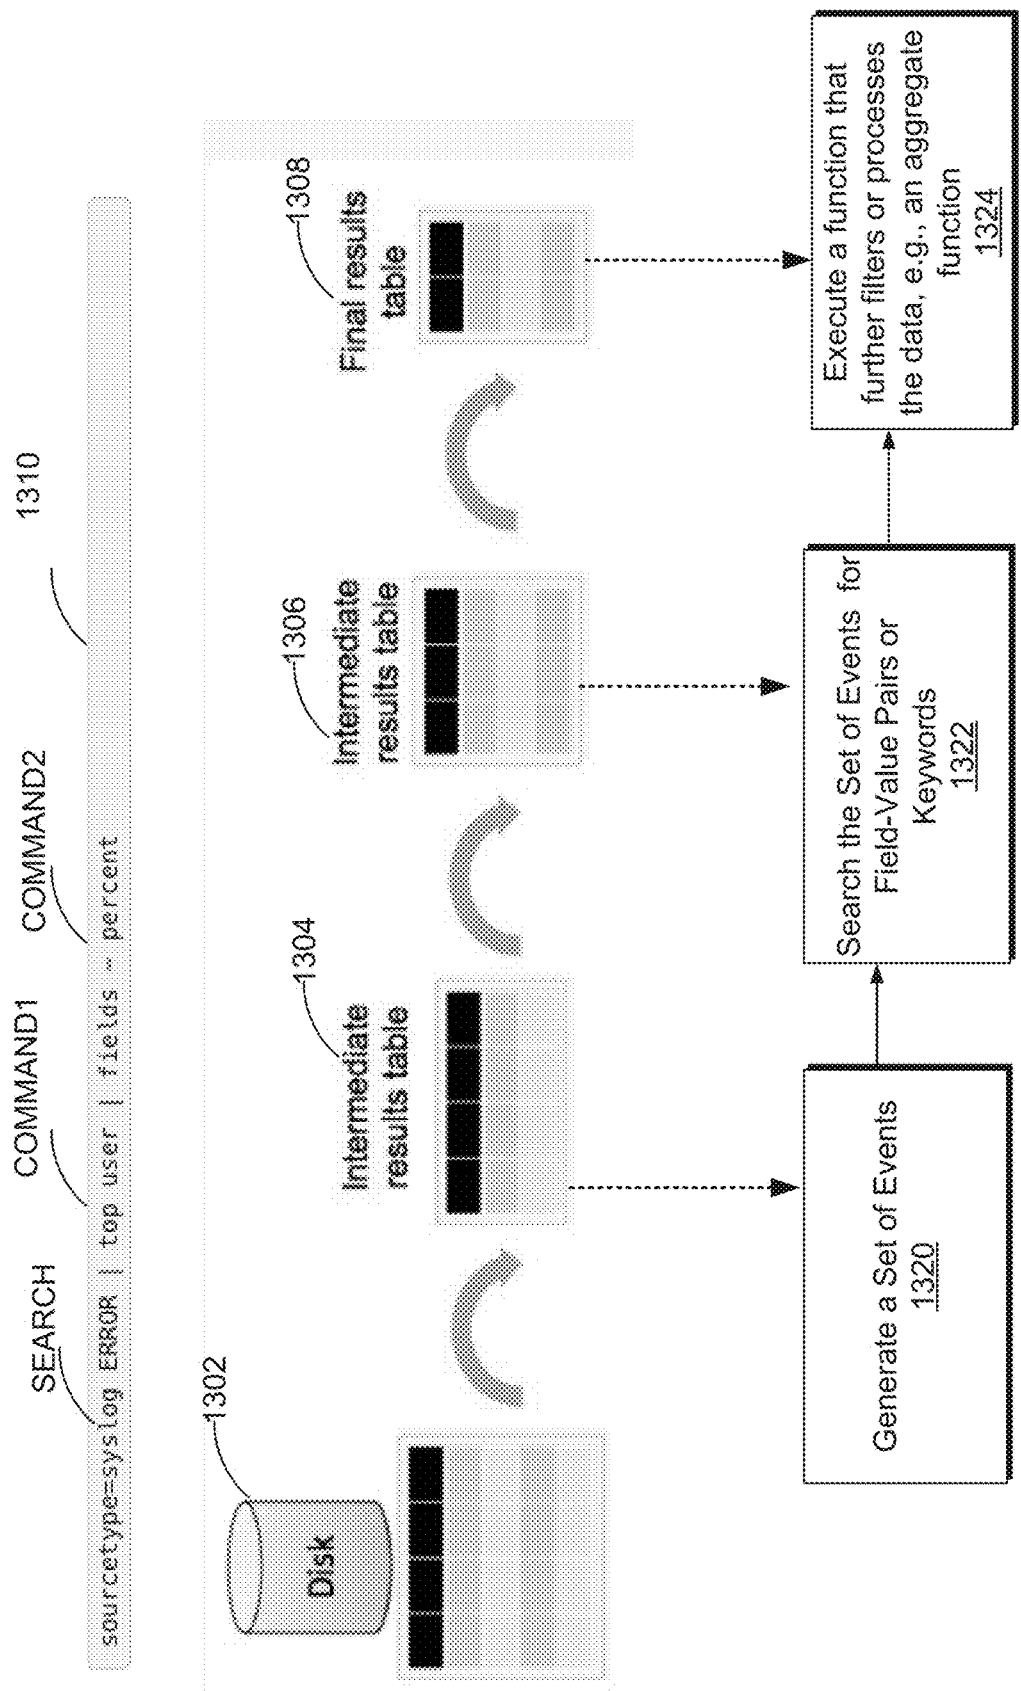 1310
SEARCH
COMMAND1
COMMAND2
sourcetype=syslog ERROR | top user | fields ~ percent
1302
Disk
1304
Intermediate
results table
1306
Intermediate
results table
1308
Final results
table
Generate a Set of Events
1320
Search the Set of Events for
Field-Value Pairs or
Keywords
1322
Execute a function that
further filters or processes
the data, e.g., an aggregate
function
1324